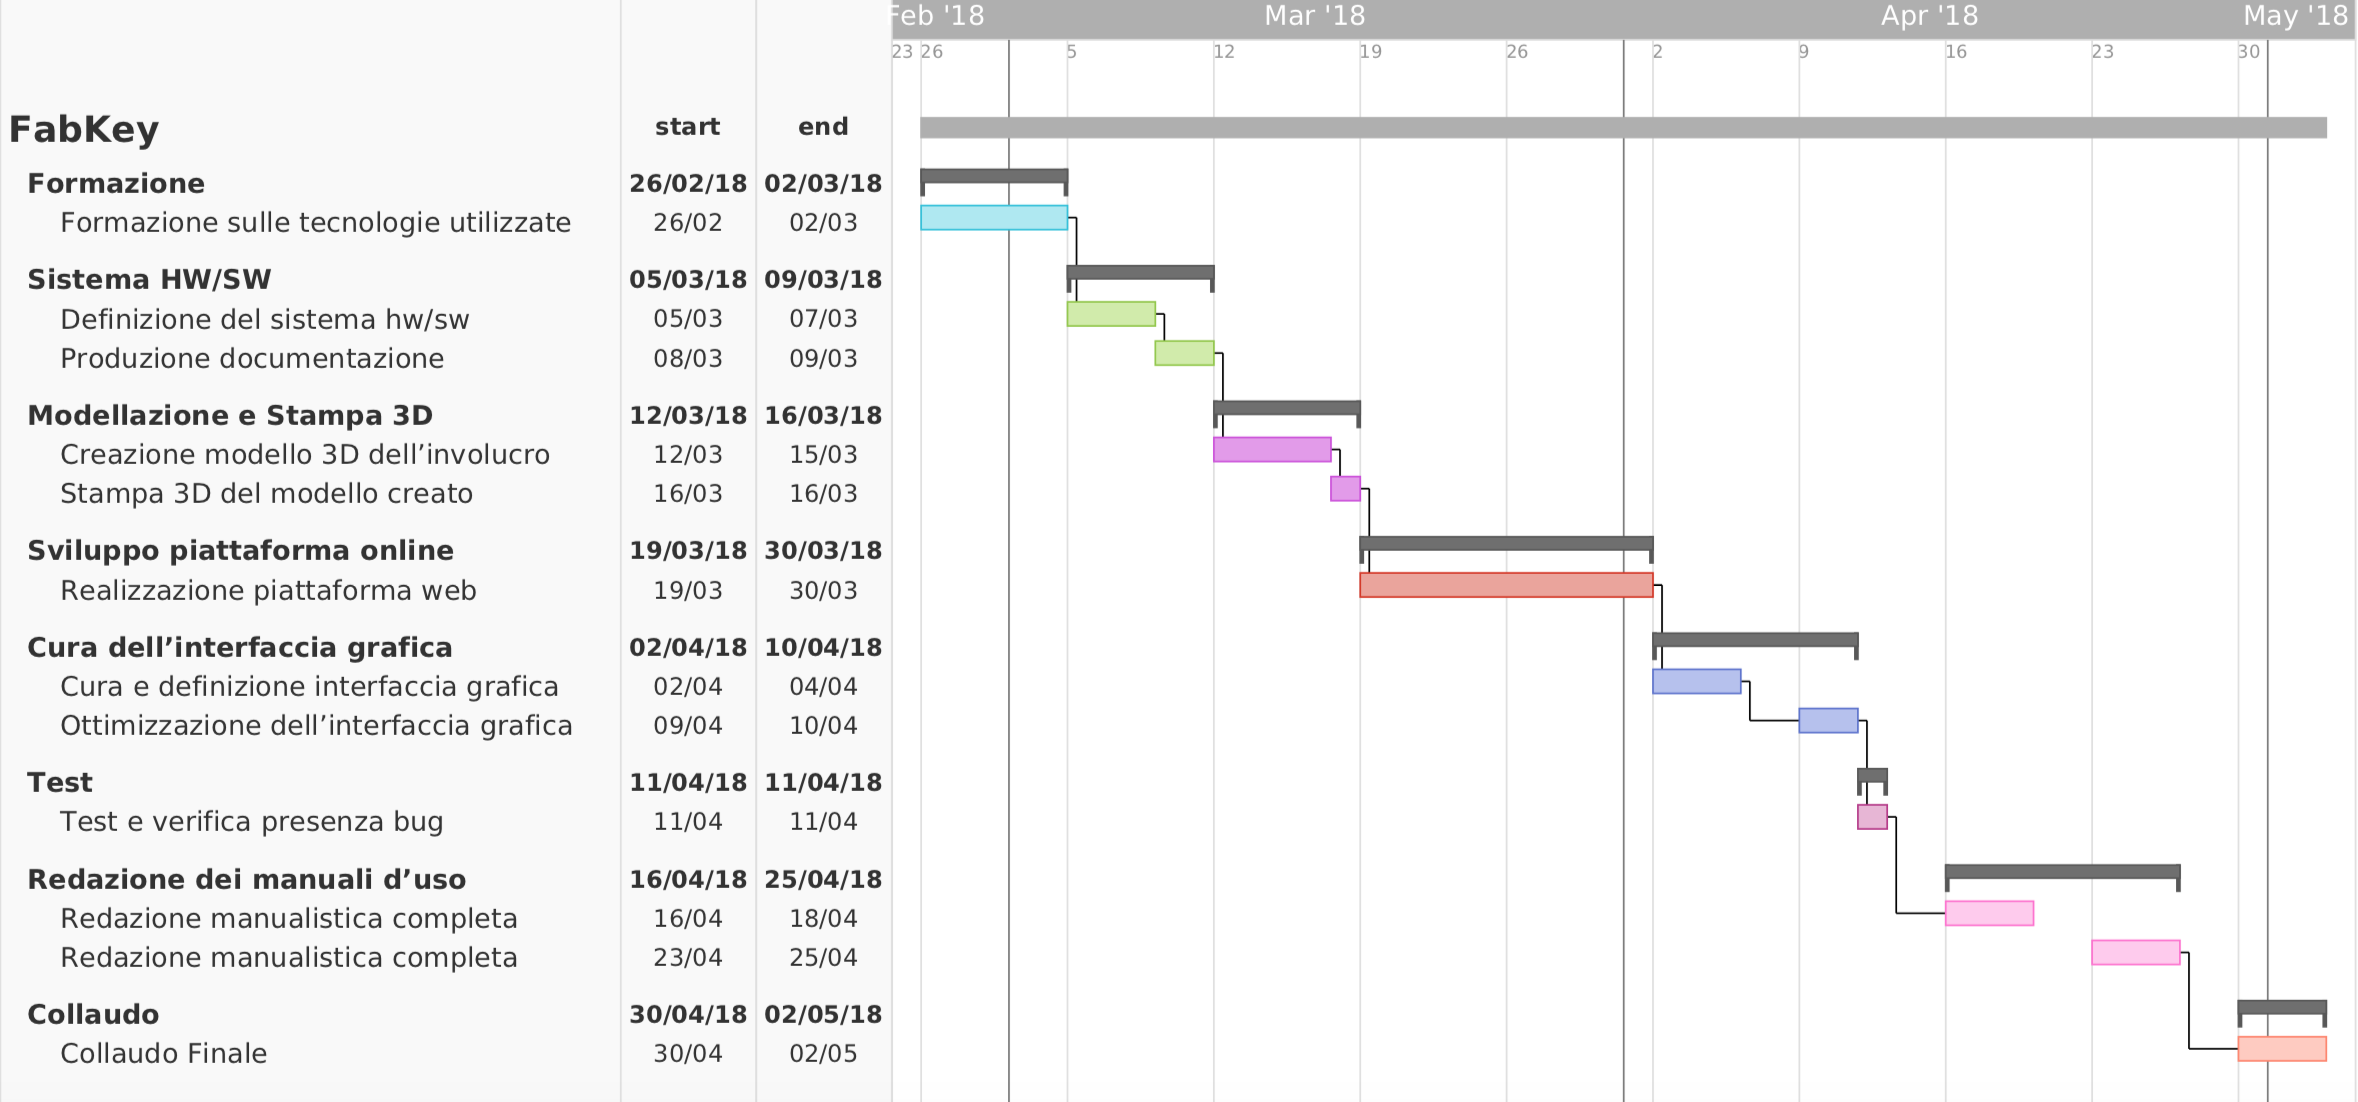 Feb '18 Mar '18 Apr '18 May '18
23 26 5 12 19 26 2 9 16 23 30
FabKey start end
Formazione 26/02/18 02/03/18
Formazione sulle tecnologie utilizzate 26/02 02/03
Sistema HW/SW 05/03/18 09/03/18
Definizione del sistema hw/sw 05/03 07/03
Produzione documentazione 08/03 09/03
Modellazione e Stampa 3D 12/03/18 16/03/18
Creazione modello 3D dell’involucro 12/03 15/03
Stampa 3D del modello creato 16/03 16/03
Sviluppo piattaforma online 19/03/18 30/03/18
Realizzazione piattaforma web 19/03 30/03
Cura dell’interfaccia grafica 02/04/18 10/04/18
Cura e definizione interfaccia grafica 02/04 04/04
Ottimizzazione dell’interfaccia grafica 09/04 10/04
Test 11/04/18 11/04/18
Test e verifica presenza bug 11/04 11/04
Redazione dei manuali d’uso 16/04/18 25/04/18
Redazione manualistica completa 16/04 18/04
Redazione manualistica completa 23/04 25/04
Collaudo 30/04/18 02/05/18
Collaudo Finale 30/04 02/05